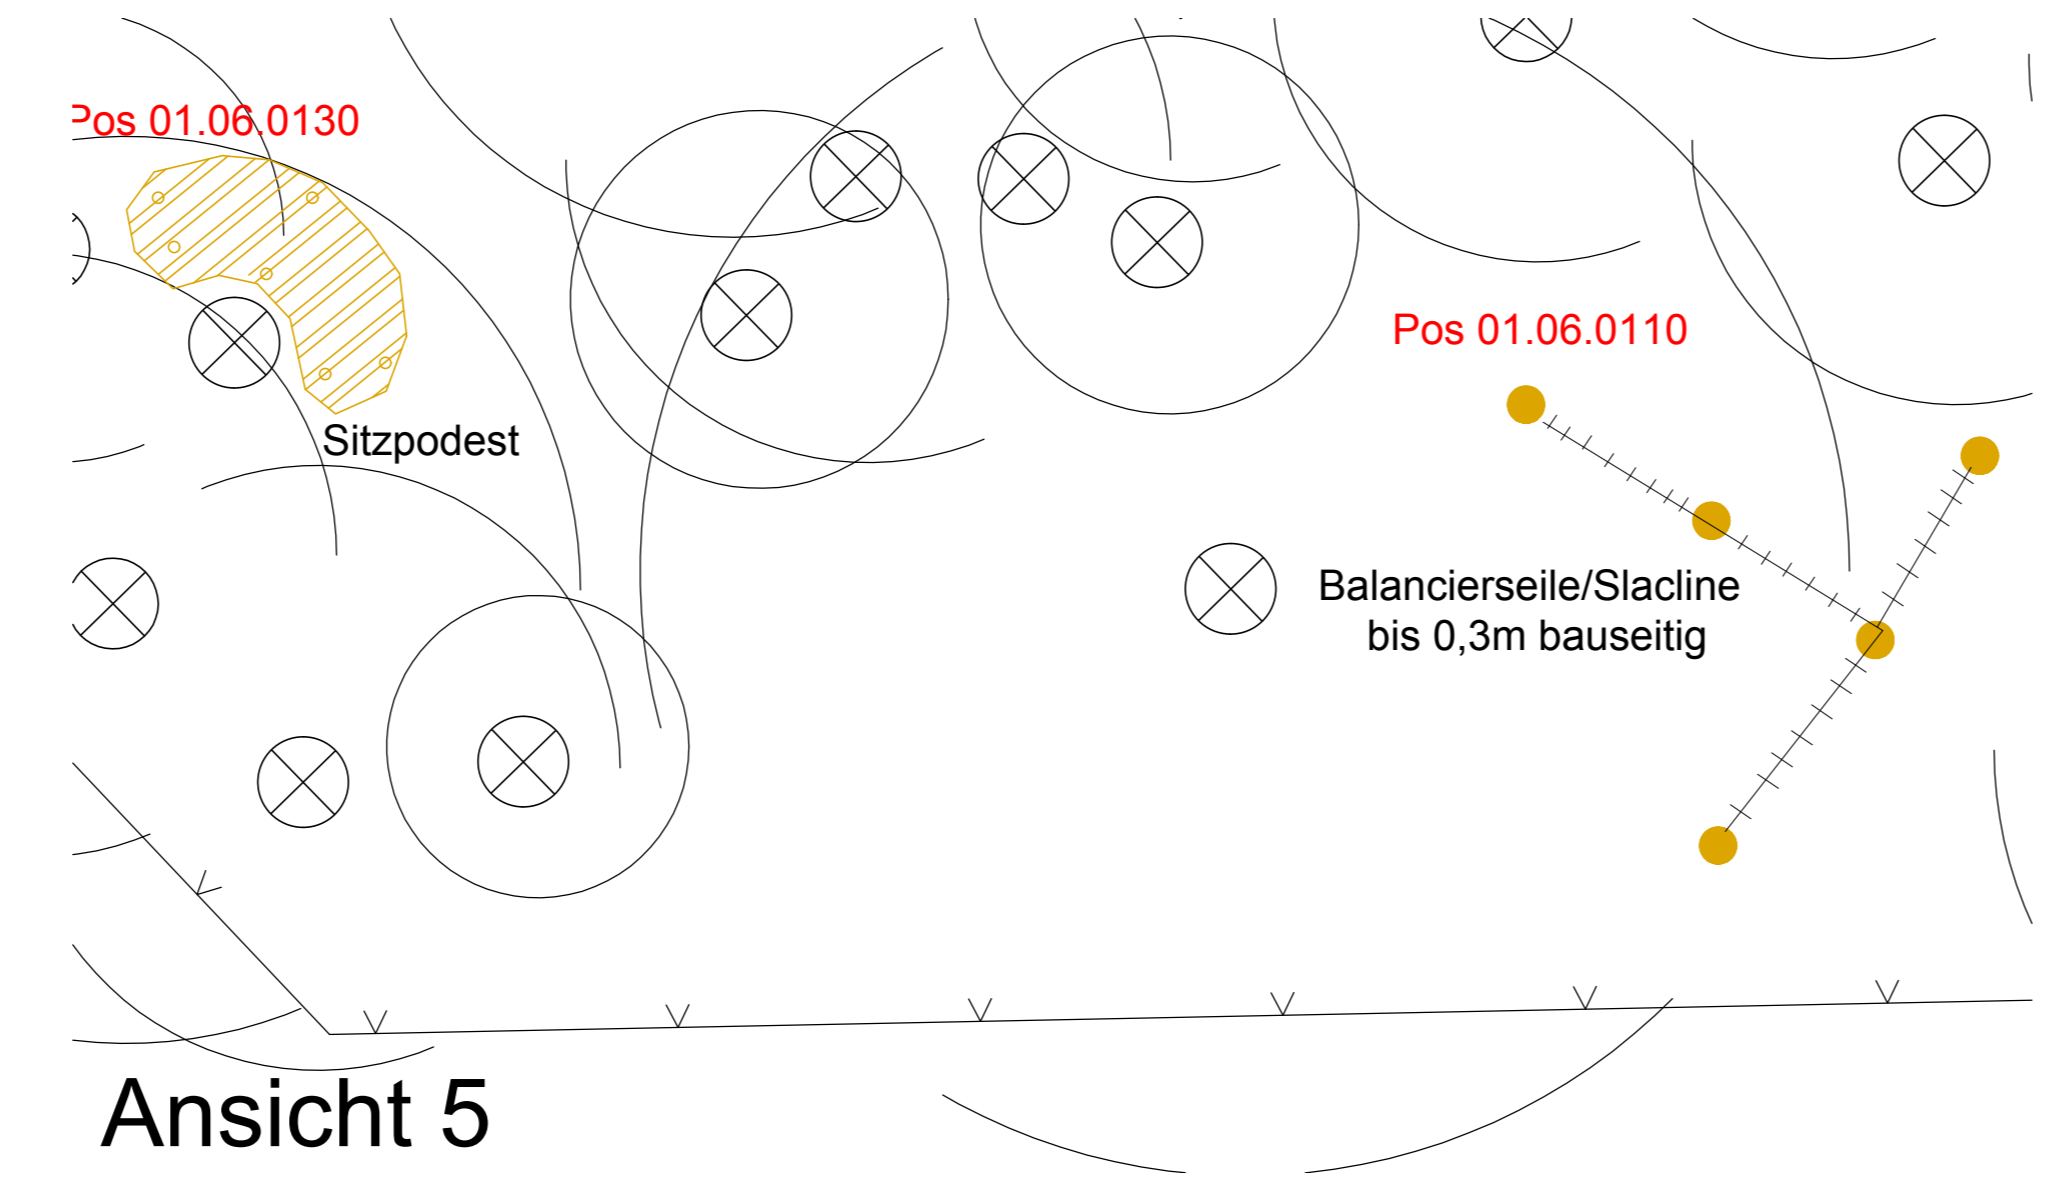 Pos 01.06.0130
Pos 01.06.0110
Sitzpodest
Balancierseile/Slacline
bis 0,3m bauseitig
Ansicht 5